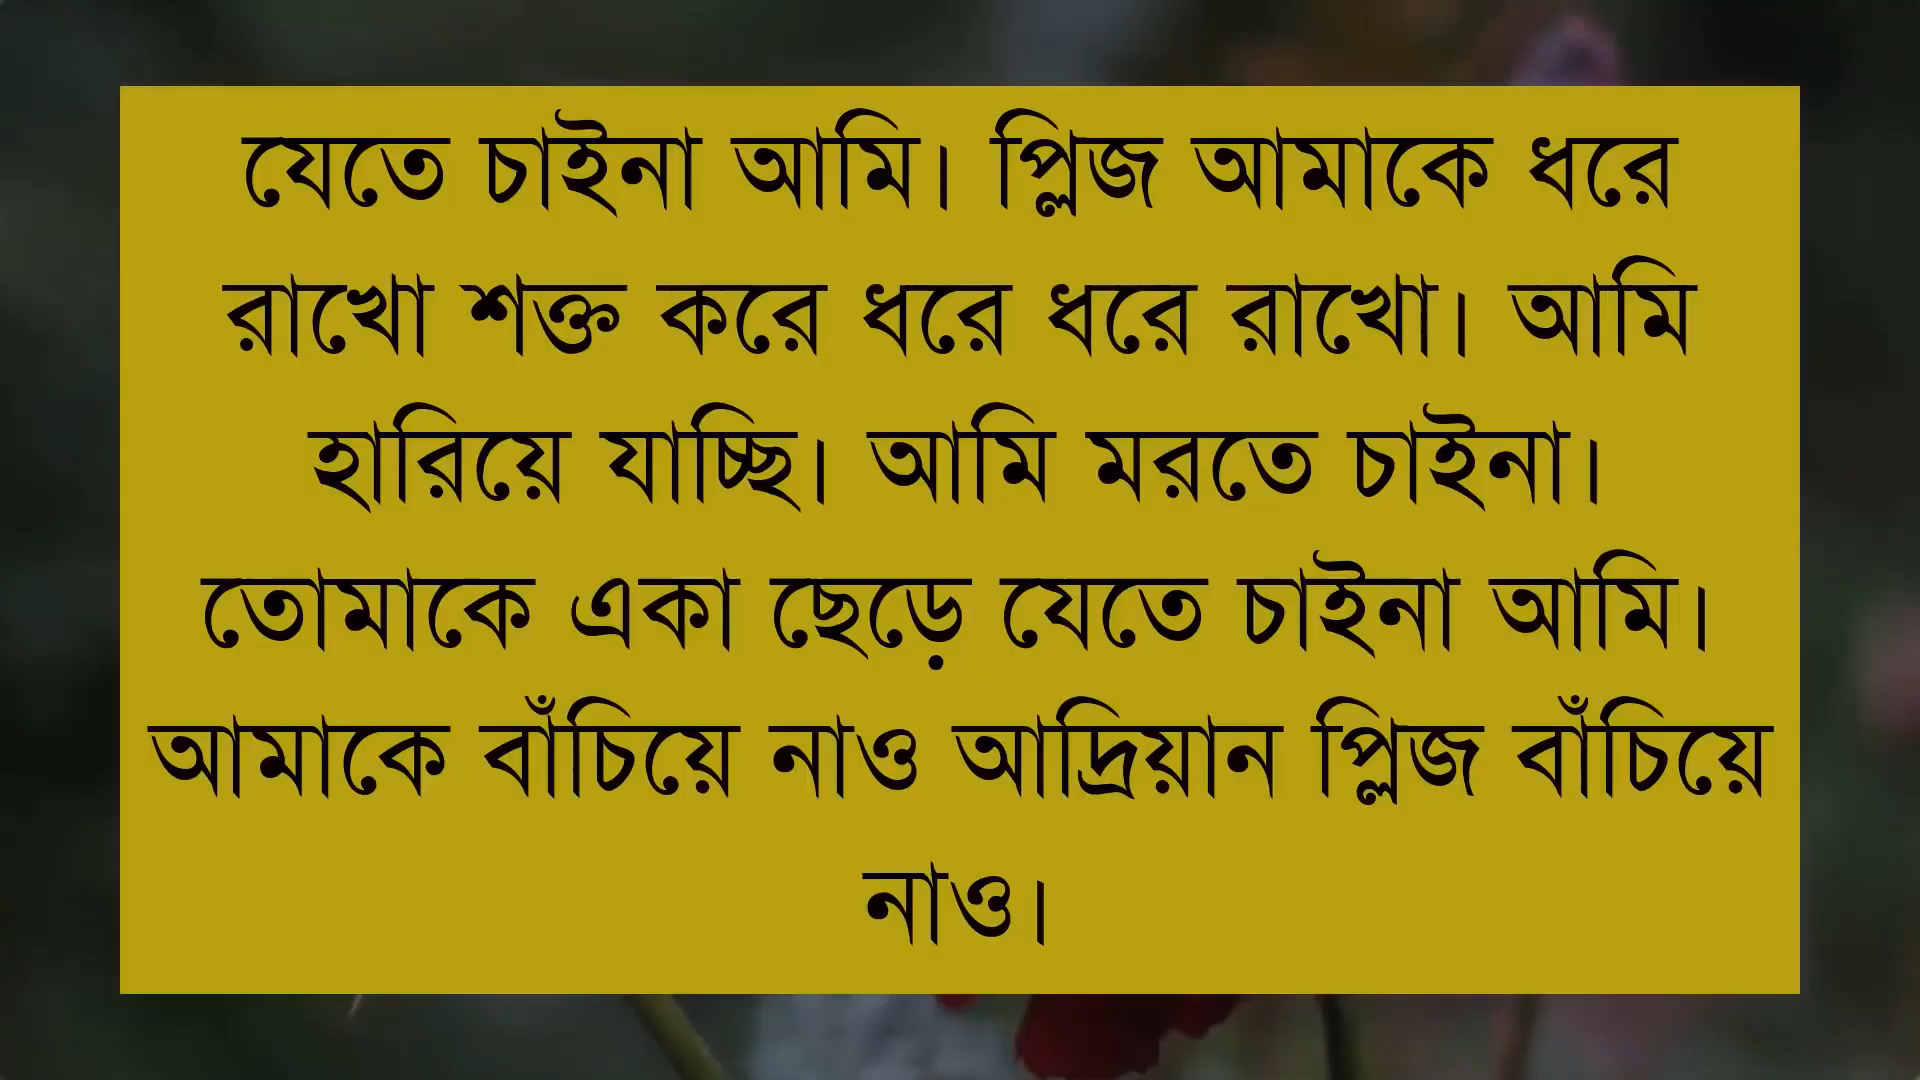 যেতে চাইনা আমি। প্লিজ আমাকে ধরে
রাখো শক্ত করে ধরে ধরে রাখো। আমি
হারিয়ে যাচ্ছি। আমি মরতে চাইনা।
তোমাকে একা ছেড়ে যেতে চাইনা আমি।
আমাকে বাঁচিয়ে নাও আদ্রিয়ান প্লিজ বাঁচিয়ে
নাও।